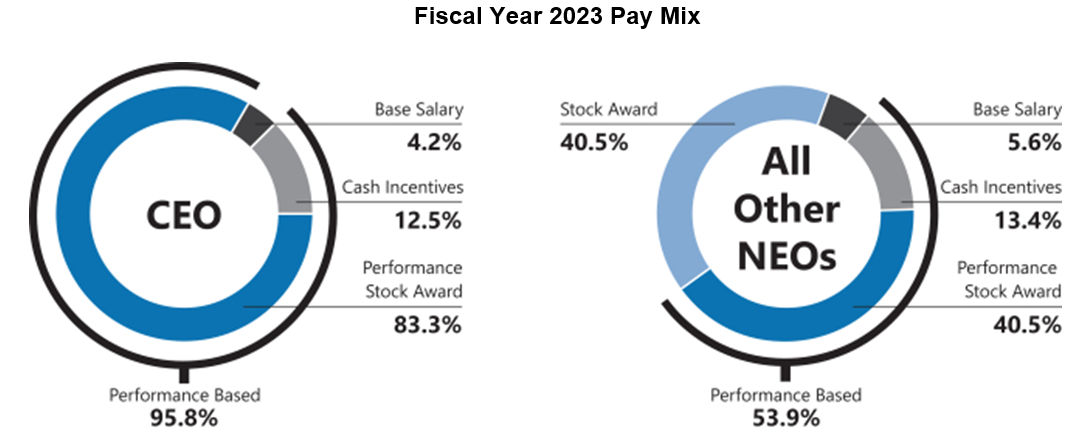 Fiscal Year 2023 Pay Mix
CEO
Base Salary
4.2%
Cash Incentives
12.5%
Performance
Stock Award
83.3%
Performance Based
95.8%
Stock Award
40.5%
All
Other
NEOs
Base Salary
5.6%
Cash Incentives
13.4%
Performance
Stock Award
40.5%
Performance Based
53.9%